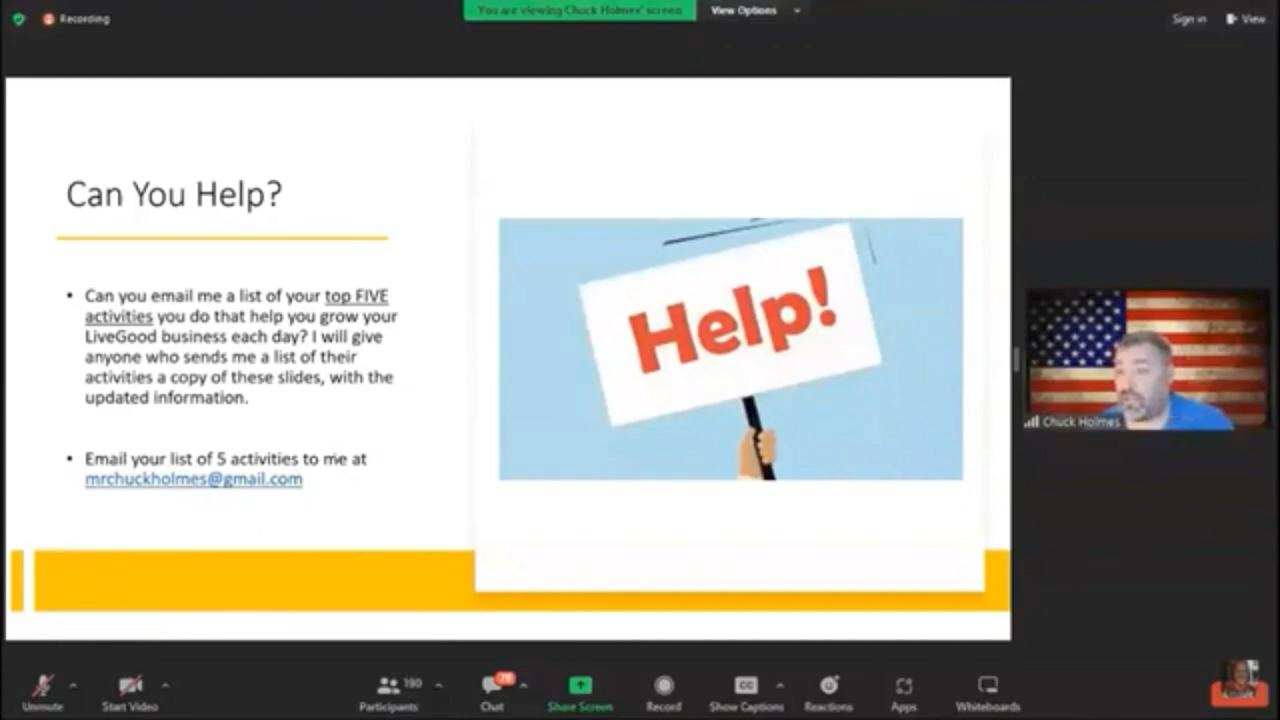 Recording
You are viewing Chuck Holmes' screen
View Options
Sign in
View
Can You Help?
• Can you email me a list of your top FIVE
activities you do that help you grow your
LiveGood business each day? I will give
anyone who sends me a list of their
activities a copy of these slides, with the
updated information.
• Email your list of 5 activities to me at
mrchuckholmes@gmail.com
Help!
Chuck Holmes
Unmute
Start Video
190
Participants
Chat
Share Screen
Record
CC
Show Captions
Reactions
Apps
Whiteboards